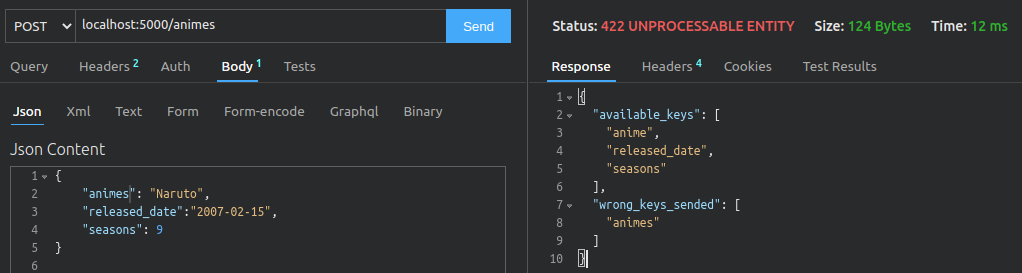 POST localhost:5000/animes Send
Query Headers 2 Auth Body 1 Tests
Json Xml Text Form Form-encode Graphql Binary
Json Content
1 {
2 "animes": "Naruto",
3 "released_date":"2007-02-15",
4 "seasons": 9
5 }
6
Status: 422 UNPROCESSABLE ENTITY Size: 124 Bytes Time: 12 ms
Response Headers 4 Cookies Test Results
1 {
2 "available_keys": [
3 "anime",
4 "released_date",
5 "seasons"
6 ],
7 "wrong_keys_sended": [
8 "animes"
9 ]
10 }